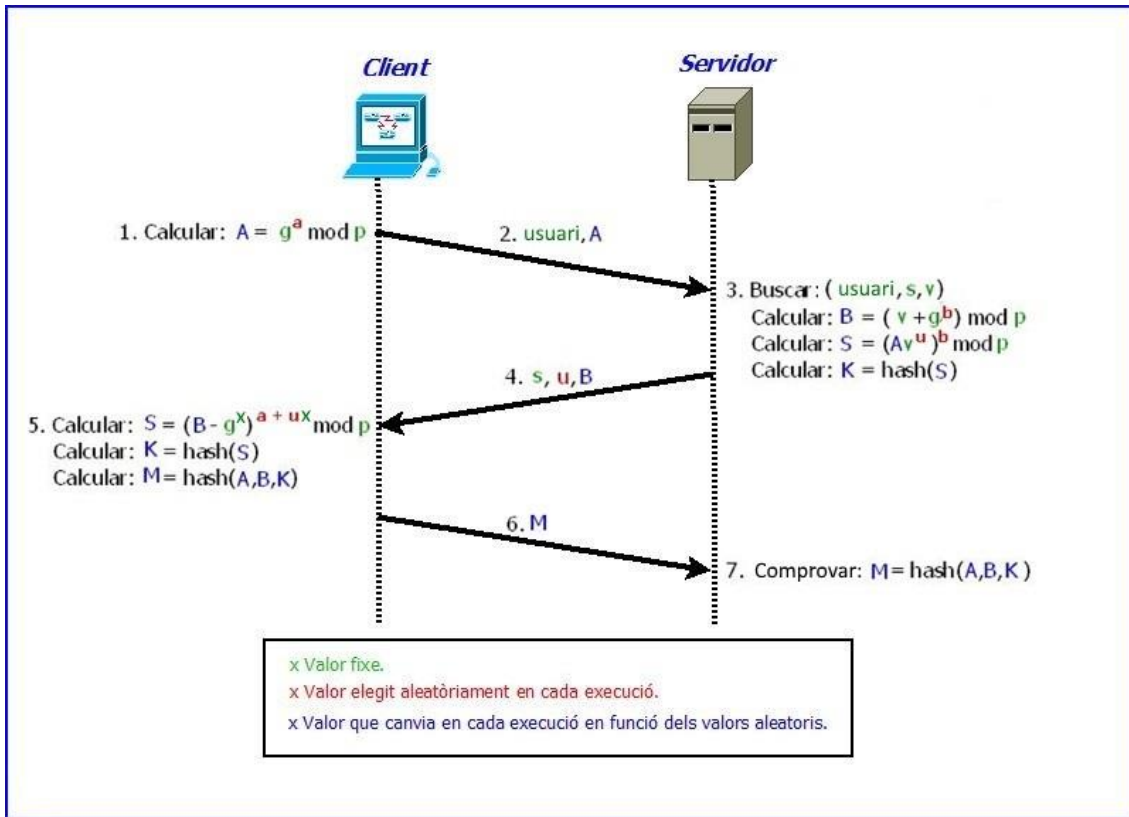 Client
Servidor
1. Calcular: A = g^a mod p
2. usuari, A
3. Buscar: ( usuari, s, v)
Calcular: B = ( v + g^b) mod p
Calcular: S = (Av^u )^b mod p
Calcular: K = hash(S)
4. s, u, B
5. Calcular: S = (B - g^x)^a + ux mod p
Calcular: K = hash(S)
Calcular: M = hash(A,B,K)
6. M
7. Comprovar: M = hash(A,B,K )
x Valor fixe.
x Valor elegit aleatòriament en cada execució.
x Valor que canvia en cada execució en funció dels valors aleatoris.